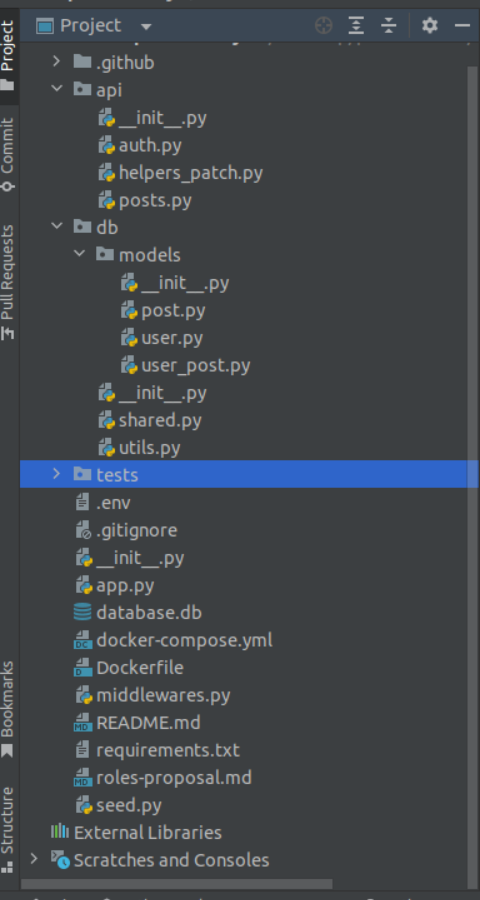 Project
.github
api
__init__.py
auth.py
helpers_patch.py
posts.py
db
models
__init__.py
post.py
user.py
user_post.py
__init__.py
shared.py
utils.py
tests
.env
.gitignore
__init__.py
app.py
database.db
DC docker-compose.yml
D Dockerfile
middlewares.py
MD README.md
requirements.txt
MD roles-proposal.md
seed.py
External Libraries
Scratches and Consoles
Project
Commit
Pull Requests
Bookmarks
Structure